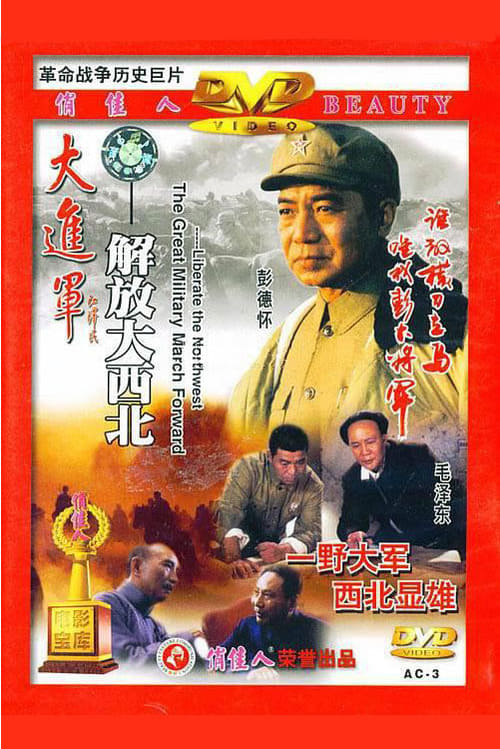 革命战争历史巨片
DVD
VIDEO
俏佳人
BEAUTY
大進軍
江泽民
解放大西北
-----Liberate the Northwest
The Great Military March Forward
彭德怀
谁敢横刀立马
唯我彭大将军
毛泽东
一野大军
西北显雄
俏佳人
电影
宝库
俏佳人®荣誉出品
DVD
VIDEO
AC-3